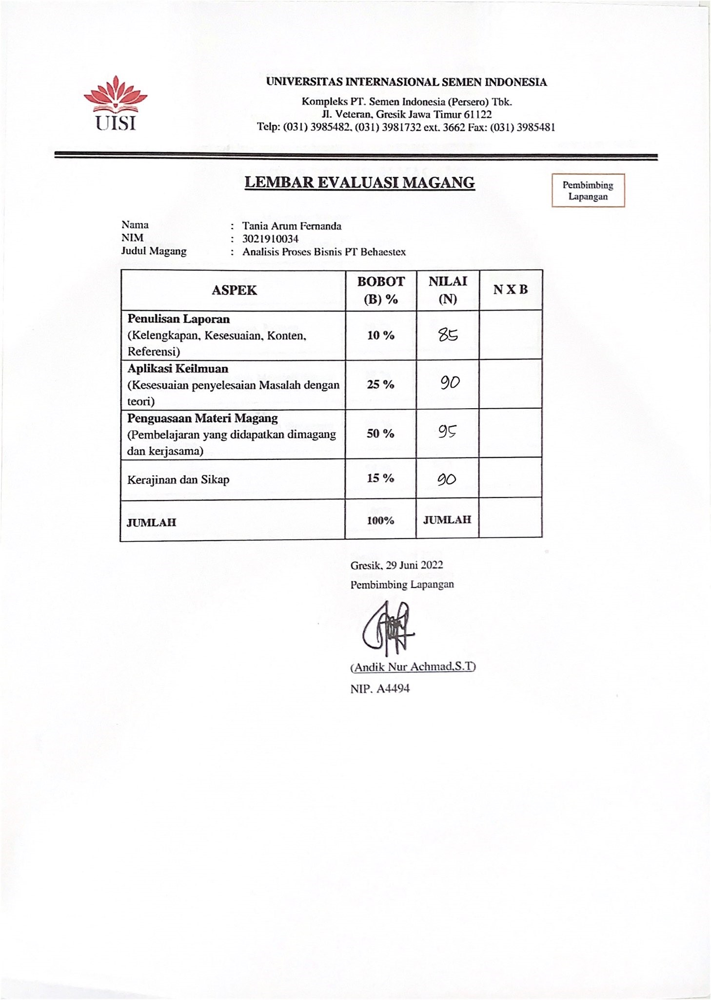 UISI
UNIVERSITAS INTERNASIONAL SEMEN INDONESIA
Kompleks PT. Semen Indonesia (Persero) Tbk.
Jl. Veteran, Gresik Jawa Timur 61122
Telp: (031) 3985482, (031) 3981732 ext. 3662 Fax: (031) 3985481
LEMBAR EVALUASI MAGANG
Pembimbing
Lapangan
Nama : Tania Arum Fernanda
NIM : 3021910034
Judul Magang : Analisis Proses Bisnis PT Behaestex
ASPEK BOBOT (B) % NILAI (N) N X B
Penulisan Laporan
(Kelengkapan, Kesesuaian, Konten, 10 % 85
Referensi)
Aplikasi Keilmuan
(Kesesuaian penyelesaian Masalah dengan 25 % 90
teori)
Penguasaan Materi Magang
(Pembelajaran yang didapatkan dimagang 50 % 95
dan kerjasama)
Kerajinan dan Sikap 15 % 90
JUMLAH 100% JUMLAH
Gresik, 29 Juni 2022
Pembimbing Lapangan
(Andik Nur Achmad,S.T)
NIP. A4494